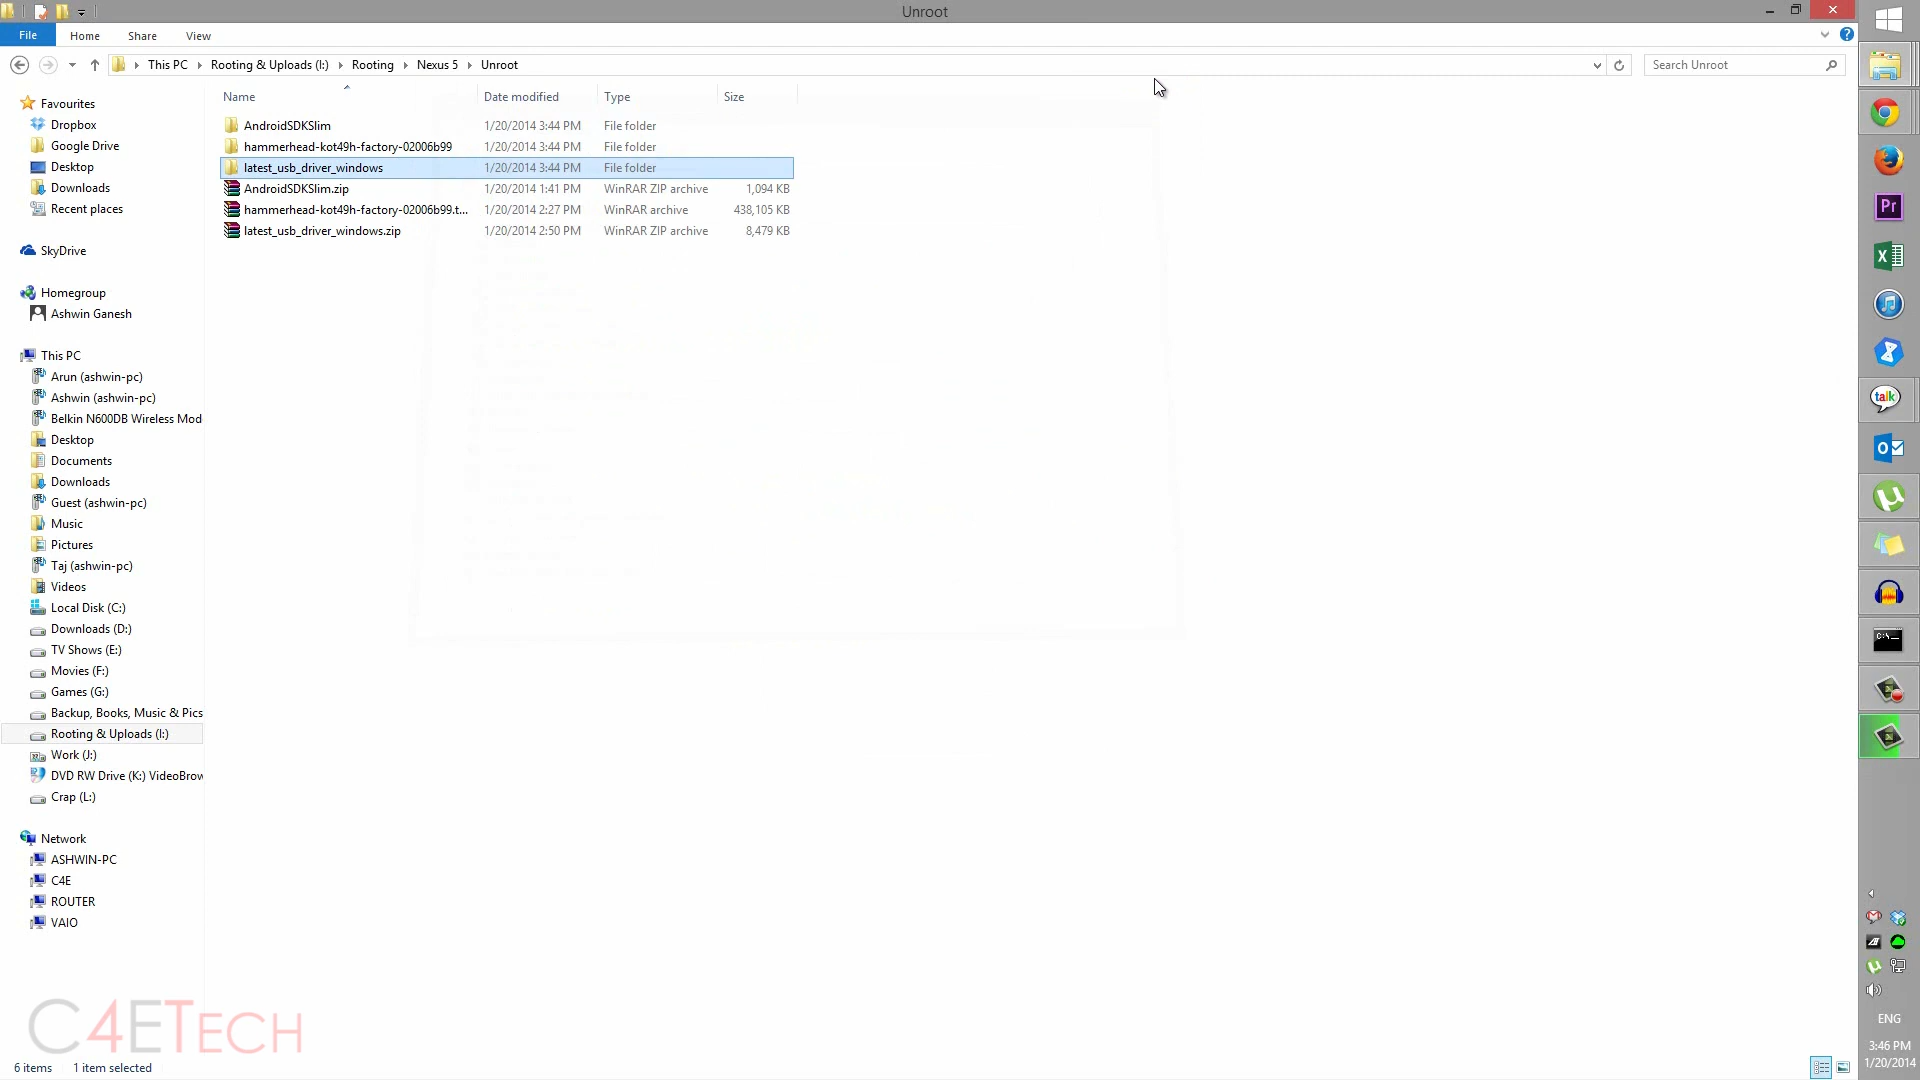 Unroot
File Home Share View
This PC Rooting & Uploads (I:) Rooting Nexus 5 Unroot Search Unroot
Name Date modified Type Size
AndroidSDKSlim 1/20/2014 3:44 PM File folder
hammerhead-kot49h-factory-02006b99 1/20/2014 3:44 PM File folder
latest_usb_driver_windows 1/20/2014 3:44 PM File folder
AndroidSDKSlim.zip 1/20/2014 1:41 PM WinRAR ZIP archive 1,094 KB
hammerhead-kot49h-factory-02006b99.t... 1/20/2014 2:27 PM WinRAR archive 438,105 KB
latest_usb_driver_windows.zip 1/20/2014 2:50 PM WinRAR ZIP archive 8,479 KB
Favourites
Dropbox
Google Drive
Desktop
Downloads
Recent places
SkyDrive
Homegroup
Ashwin Ganesh
This PC
Arun (ashwin-pc)
Ashwin (ashwin-pc)
Belkin N600DB Wireless Mod
Desktop
Documents
Downloads
Guest (ashwin-pc)
Music
Pictures
Taj (ashwin-pc)
Videos
Local Disk (C:)
Downloads (D:)
TV Shows (E:)
Movies (F:)
Games (G:)
Backup, Books, Music & Pics
Rooting & Uploads (I:)
Work (J:)
DVD RW Drive (K:) VideoBrow
Crap (L:)
Network
ASHWIN-PC
C4E
ROUTER
VAIO
C4ETECH
6 items 1 item selected
Pr
talk
C:\_
ENG
3:46 PM
1/20/2014